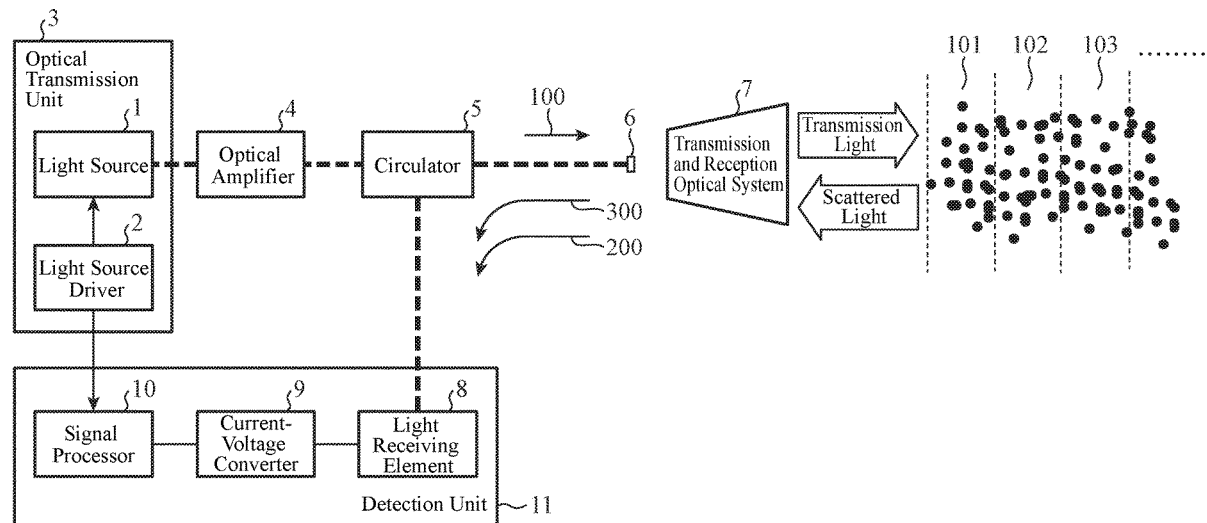 3
Optical
Transmission
Unit
1
Light Source
2
Light Source
Driver
4
Optical
Amplifier
5
Circulator
100
6
300
200
7
Transmission
and Reception
Optical System
Transmission
Light
Scattered
Light
101
102
103
........
10
Signal
Processor
9
Current-
Voltage
Converter
8
Light
Receiving
Element
Detection Unit
11